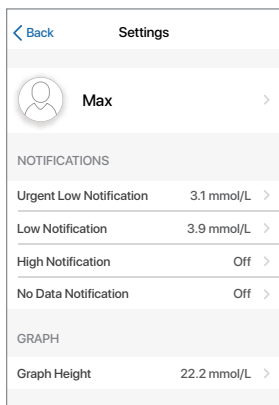 Back Settings
Max
NOTIFICATIONS
Urgent Low Notification 3.1 mmol/L
Low Notification 3.9 mmol/L
High Notification Off
No Data Notification Off
GRAPH
Graph Height 22.2 mmol/L